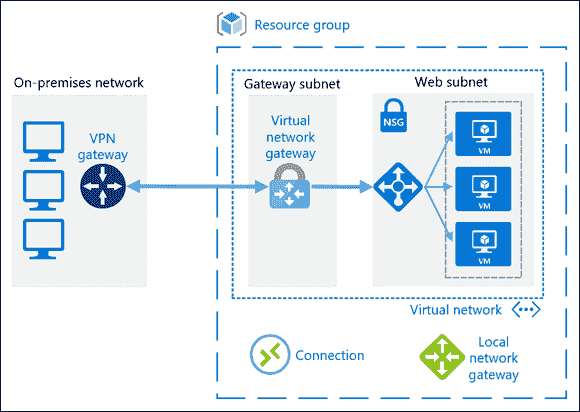 Resource group
On-premises network
Gateway subnet
Web subnet
VPN
gateway
Virtual
network
gateway
NSG
VM
VM
VM
Virtual network
Connection
Local
network
gateway